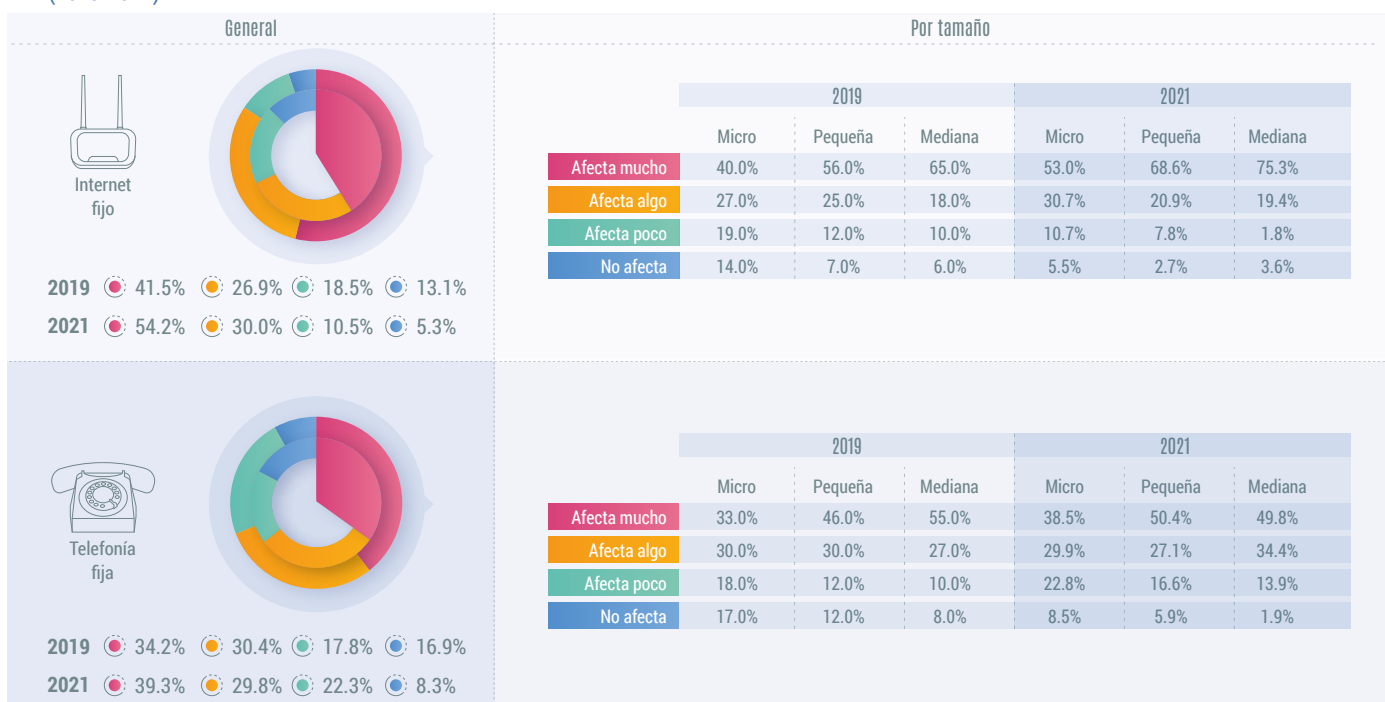 General
Por tamaño
Internet
fijo
2019 41.5% 26.9% 18.5% 13.1%
2021 54.2% 30.0% 10.5% 5.3%
2019 2021
Micro Pequeña Mediana Micro Pequeña Mediana
Afecta mucho 40.0% 56.0% 65.0% 53.0% 68.6% 75.3%
Afecta algo 27.0% 25.0% 18.0% 30.7% 20.9% 19.4%
Afecta poco 19.0% 12.0% 10.0% 10.7% 7.8% 1.8%
No afecta 14.0% 7.0% 6.0% 5.5% 2.7% 3.6%
Telefonía
fija
2019 34.2% 30.4% 17.8% 16.9%
2021 39.3% 29.8% 22.3% 8.3%
2019 2021
Micro Pequeña Mediana Micro Pequeña Mediana
Afecta mucho 33.0% 46.0% 55.0% 38.5% 50.4% 49.8%
Afecta algo 30.0% 30.0% 27.0% 29.9% 27.1% 34.4%
Afecta poco 18.0% 12.0% 10.0% 22.8% 16.6% 13.9%
No afecta 17.0% 12.0% 8.0% 8.5% 5.9% 1.9%